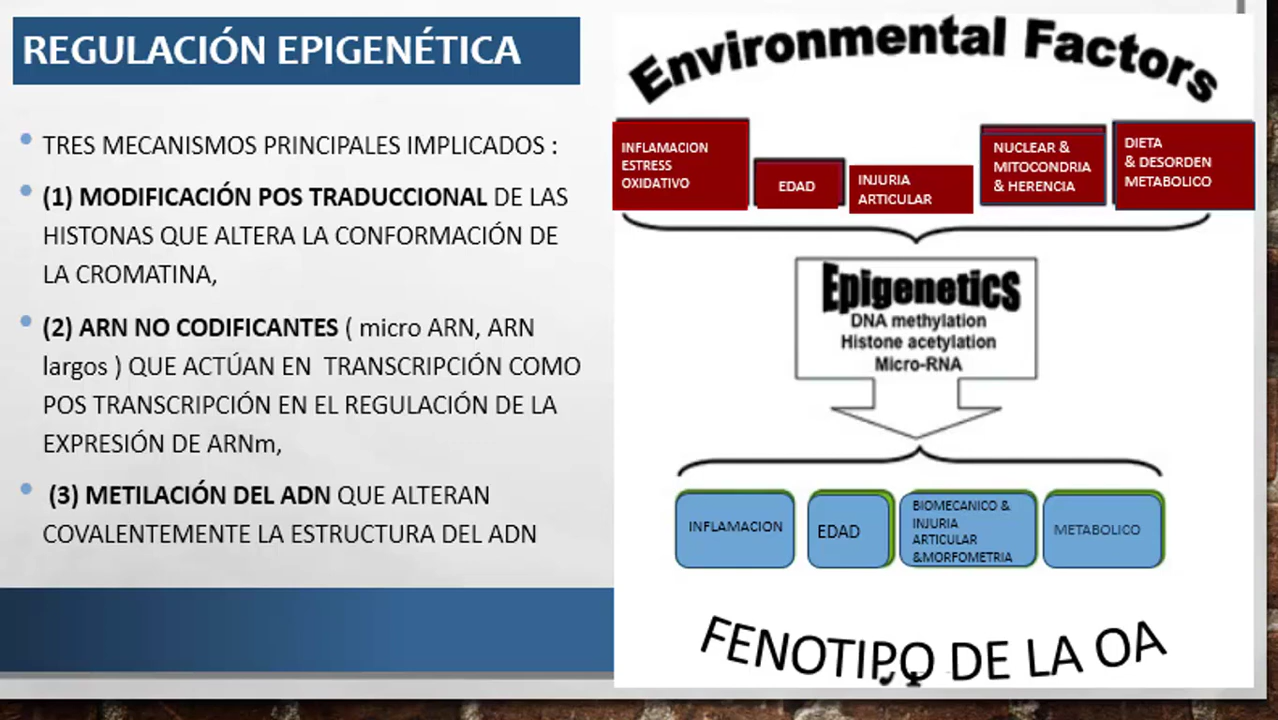 REGULACIÓN EPIGENÉTICA
TRES MECANISMOS PRINCIPALES IMPLICADOS :
(1) MODIFICACIÓN POS TRADUCCIONAL DE LAS
HISTONAS QUE ALTERA LA CONFORMACIÓN DE
LA CROMATINA,
(2) ARN NO CODIFICANTES ( micro ARN, ARN
largos ) QUE ACTÚAN EN TRANSCRIPCIÓN COMO
POS TRANSCRIPCIÓN EN EL REGULACIÓN DE LA
EXPRESIÓN DE ARNm,
(3) METILACIÓN DEL ADN QUE ALTERAN
COVALENTEMENTE LA ESTRUCTURA DEL ADN
Environmental Factors
INFLAMACION
ESTRESS
OXIDATIVO
EDAD
INJURIA
ARTICULAR
NUCLEAR &
MITOCONDRIA
& HERENCIA
DIETA
& DESORDEN
METABOLICO
Epigenetics
DNA methylation
Histone acetylation
Micro-RNA
INFLAMACION
EDAD
BIOMECANICO &
INJURIA
ARTICULAR
&MORFOMETRIA
METABOLICO
FENOTIPO DE LA OA